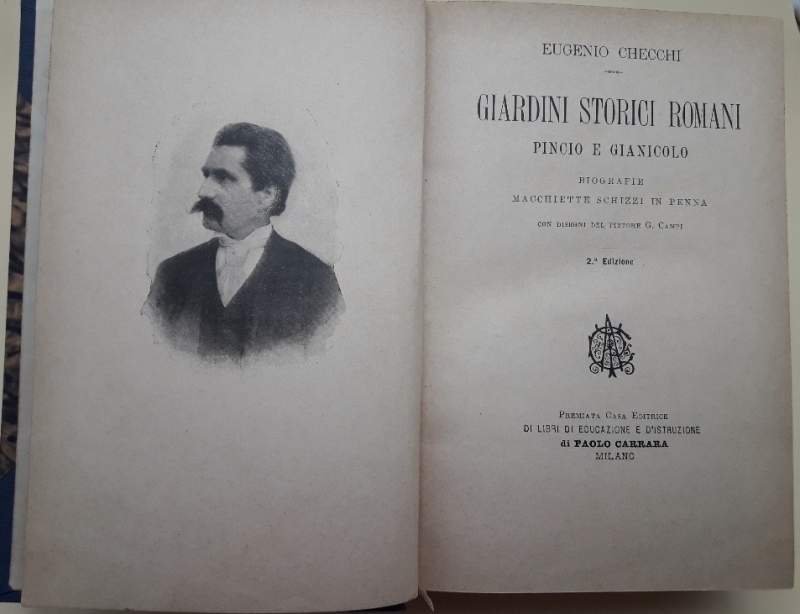 EUGENIO CHECCHI
GIARDINI STORICI ROMANI
PINCIO E GIANICOLO
BIOGRAFIE
MACCHIETTE SCHIZZI IN PENNA
CON DISEGNI DEL PITTORE G. CAMPI
2.ª Edizione
PREMIATA CASA EDITRICE
DI LIBRI DI EDUCAZIONE E D'ISTRUZIONE
di PAOLO CARRARA
MILANO